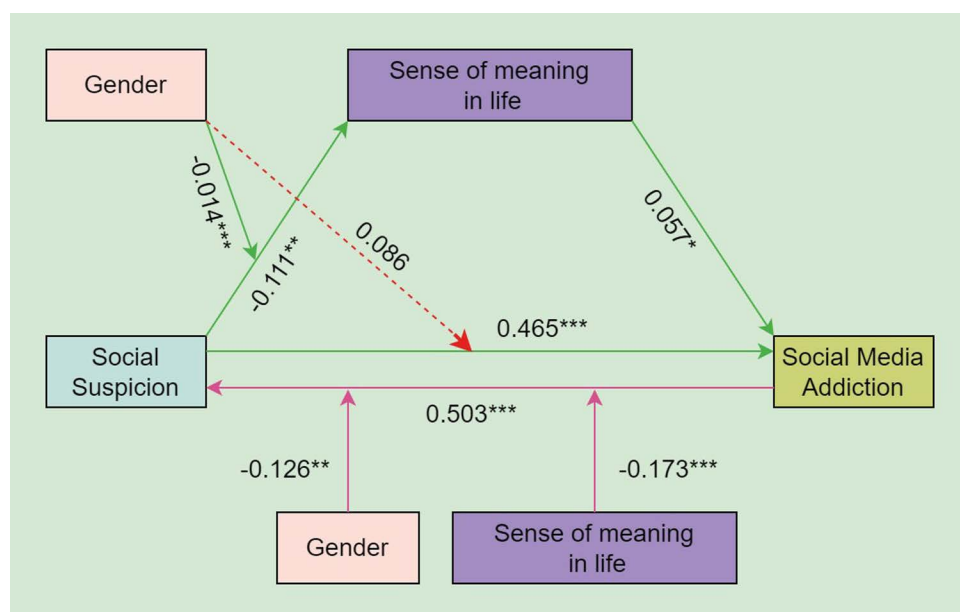 Gender
Sense of meaning
in life
-0.014***
-0.111**
0.086
0.057*
0.465***
Social
Suspicion
Social Media
Addiction
0.503***
-0.126**
-0.173***
Gender
Sense of meaning
in life